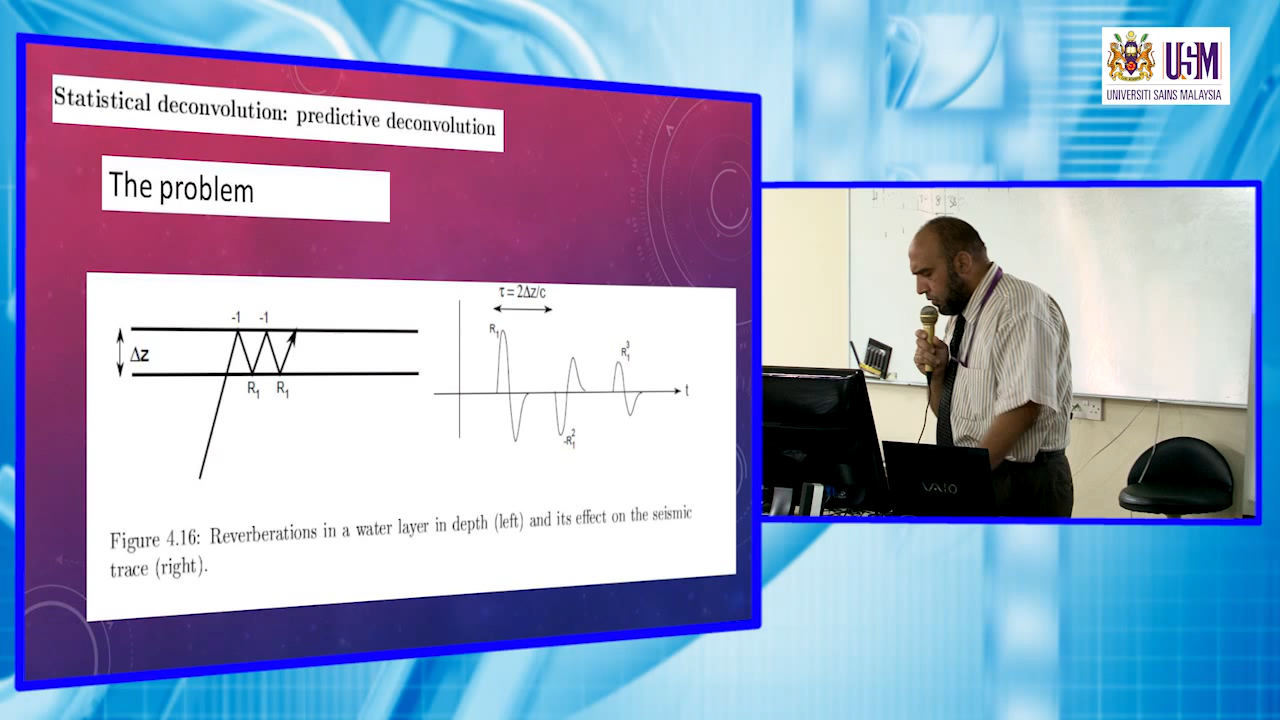 Statistical deconvolution: predictive deconvolution
The problem
-1 -1
Δz
R₁ R₁
τ = 2Δz/c
R₁
-R₁²
R₁³
t
Figure 4.16: Reverberations in a water layer in depth (left) and its effect on the seismic
trace (right).
USM
UNIVERSITI SAINS MALAYSIA
VAIO